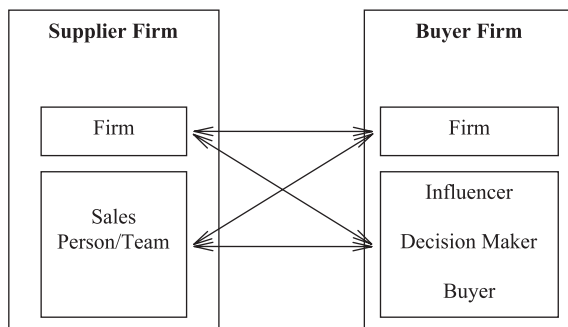 Supplier Firm
Buyer Firm
Firm
Firm
Sales
Person/Team
Influencer
Decision Maker
Buyer